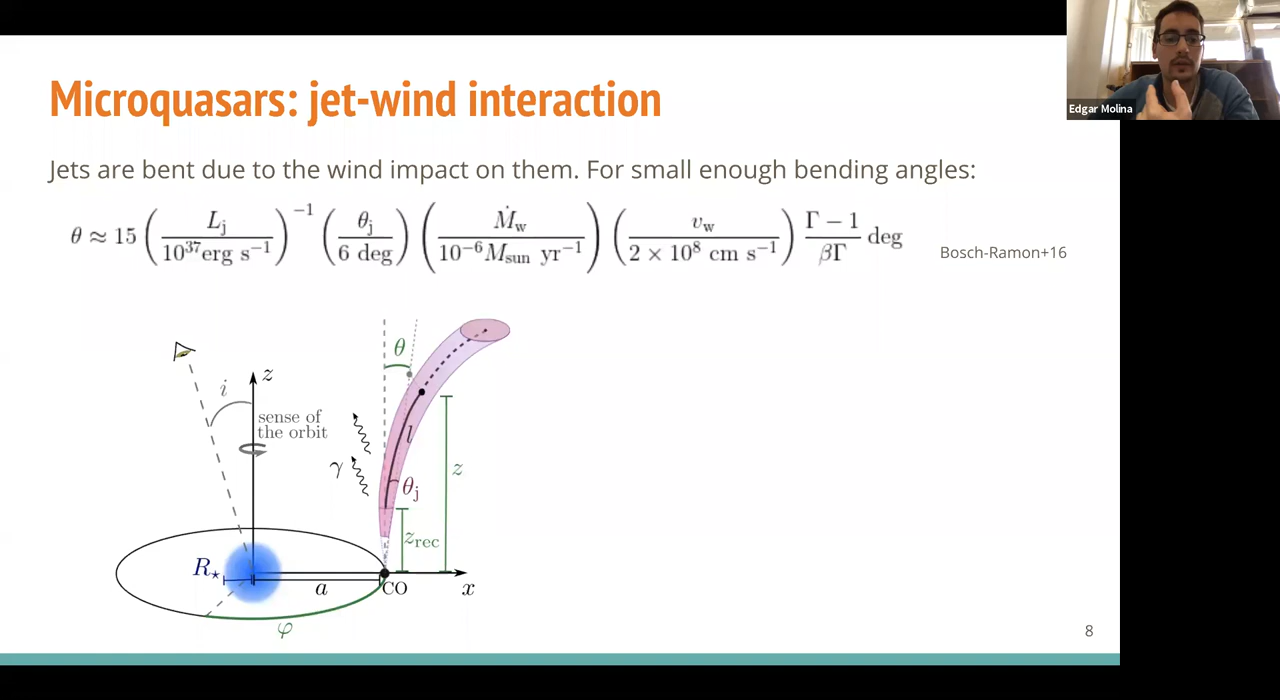 Edgar Molina
Microquasars: jet-wind interaction
Jets are bent due to the wind impact on them. For small enough bending angles:
θ ≈ 15 (L_j / 10^37 erg s^−1)^−1 (θ_j / 6 deg) (Ṁ_w / 10^−6 M_sun yr^−1) (v_w / 2 × 10^8 cm s^−1) Γ − 1 / βΓ deg
Bosch-Ramon+16
θ
i
z
sense of
the orbit
l
γ
z
θ_j
z_rec
R_⋆
a
CO
x
φ
8